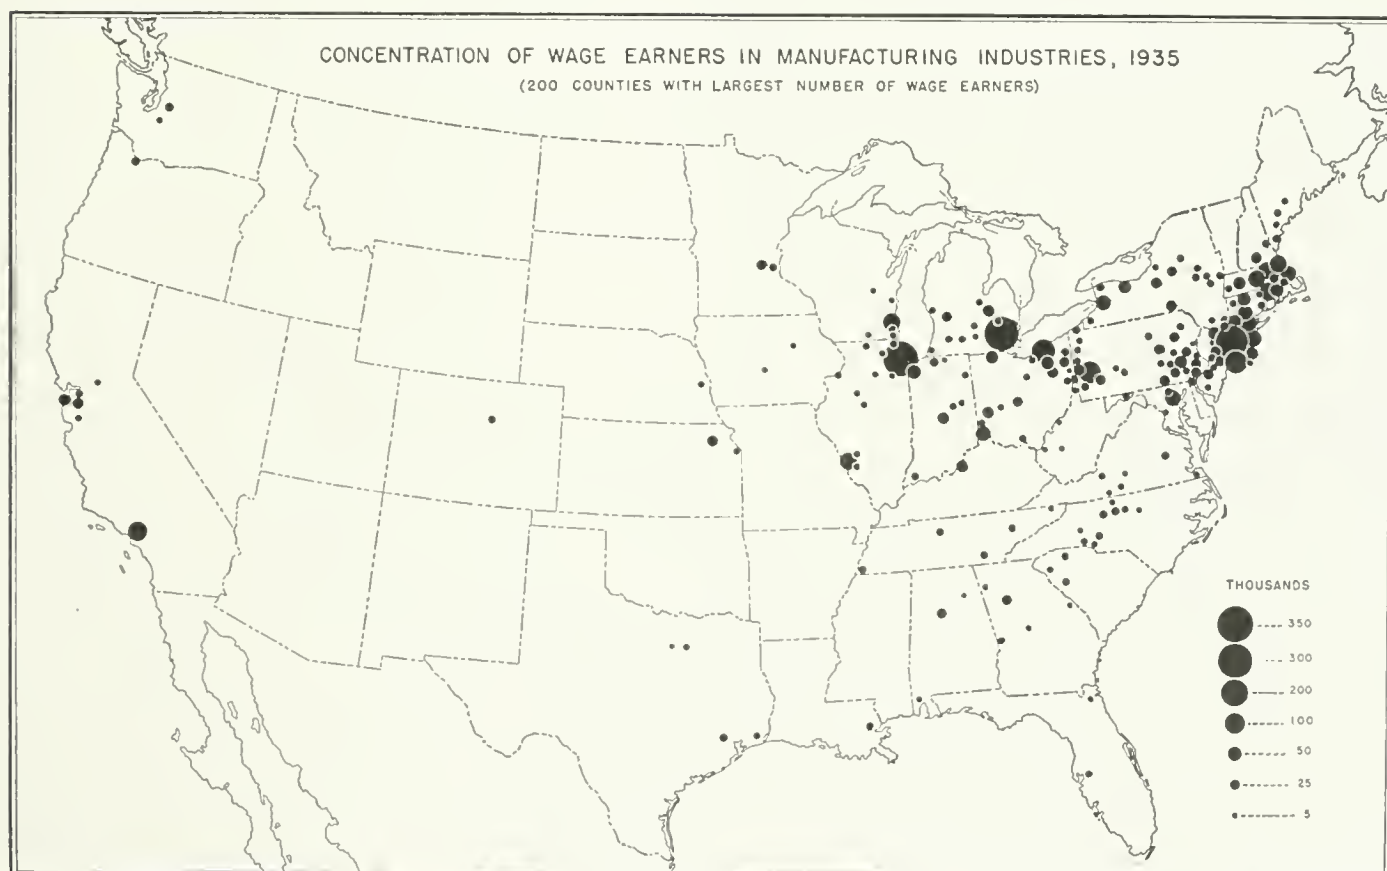 CONCENTRATION OF WAGE EARNERS IN MANUFACTURING INDUSTRIES, 1935
(200 COUNTIES WITH LARGEST NUMBER OF WAGE EARNERS)
THOUSANDS
350
300
200
100
50
25
5